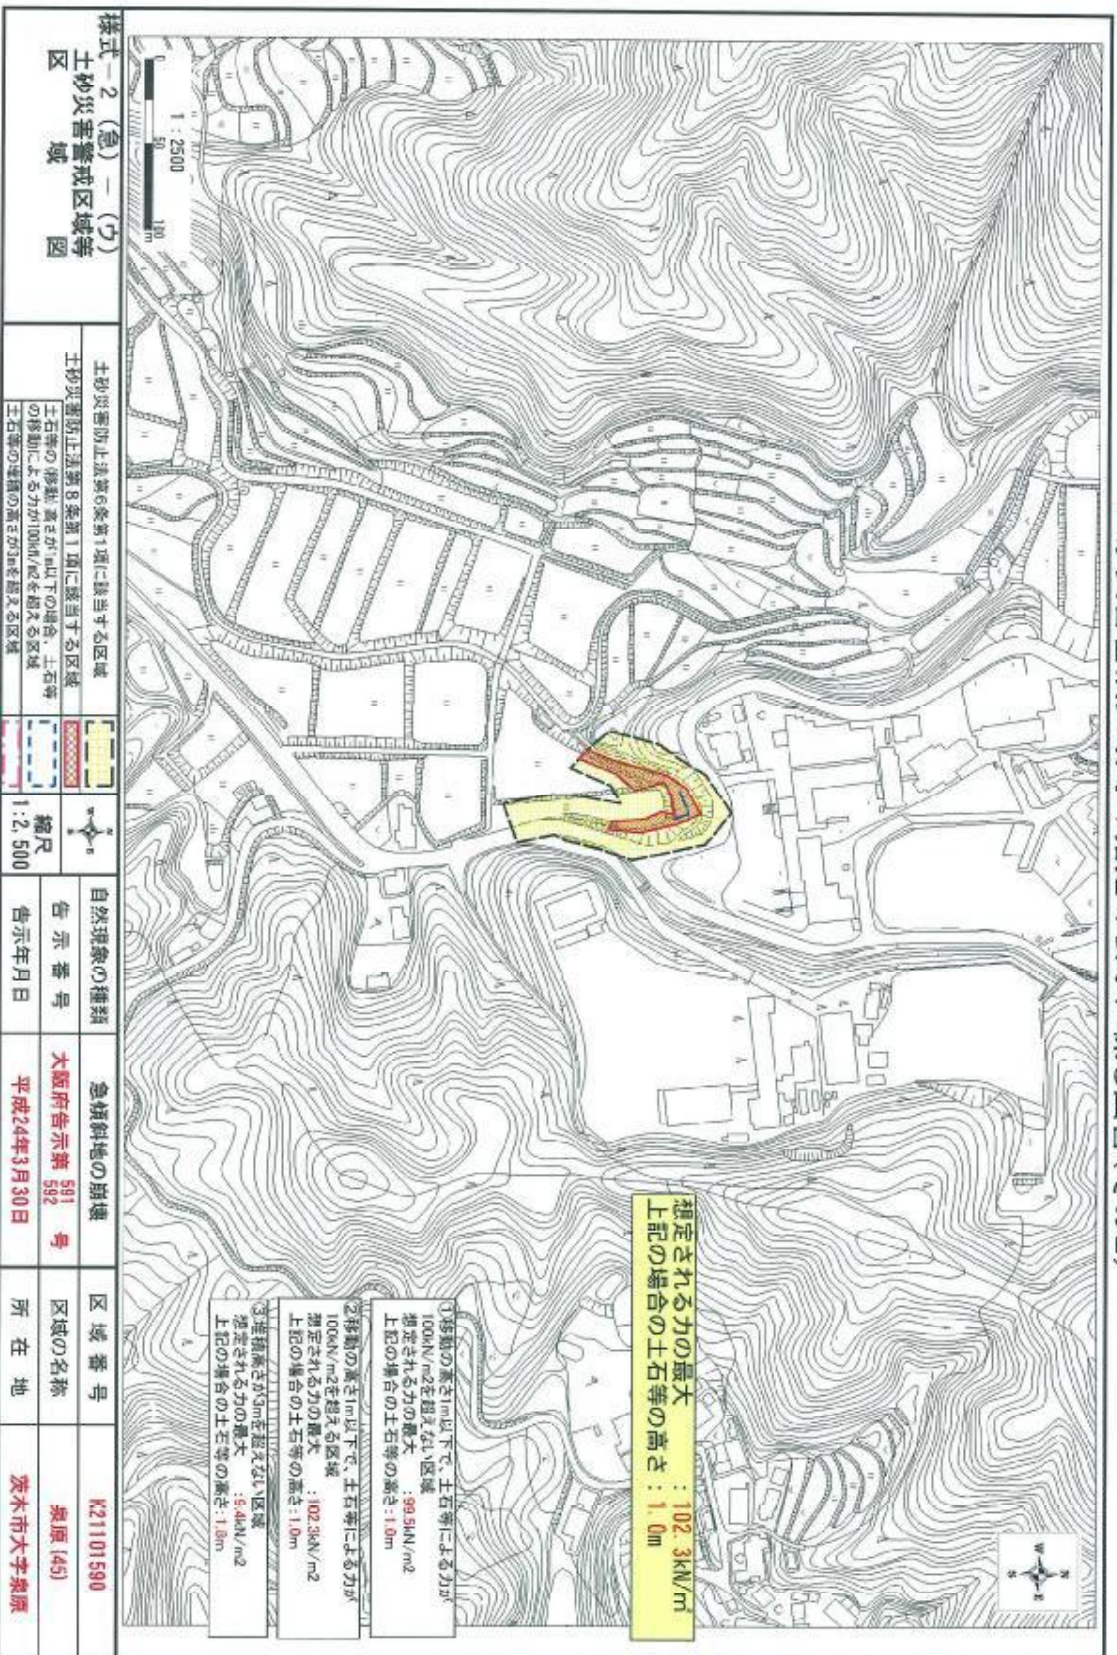 想定される力の最大 : 102.3kN/㎡
上記の場合の土石等の高さ : 1.0m
①移動の高さ1m以下で、土石等による力が
100kN/m2を超えない区域
想定される力の最大 :99.5kN/m2
上記の場合の土石等の高さ:1.0m
②移動の高さ1m以下で、土石等による力が
100kN/m2を超える区域
想定される力の最大 :102.3kN/m2
上記の場合の土石等の高さ:1.0m
③堆積高さが3mを超えない区域
想定される力の最大 :9.4kN/m2
上記の場合の土石等の高さ:1.8m
N
W E
S
1:2500
0 50 100m
様式-2(急)-(ウ)
土砂災害警戒区域等
区域図
土砂災害防止法第6条第1項に該当する区域
土砂災害防止法第8条第1項に該当する区域
土石等の移動高さが1m以下の場合、土石等
の移動による力が100kN/m2を超える区域
土石等の堆積の高さが3mを超える区域
N
W E
S
縮尺
1:2,500
自然現象の種類 急傾斜地の崩壊
告示番号 大阪府告示第 591 592 号
告示年月日 平成24年3月30日
区域番号 K21101590
区域の名称 泉原(45)
所在地 茨木市大字泉原